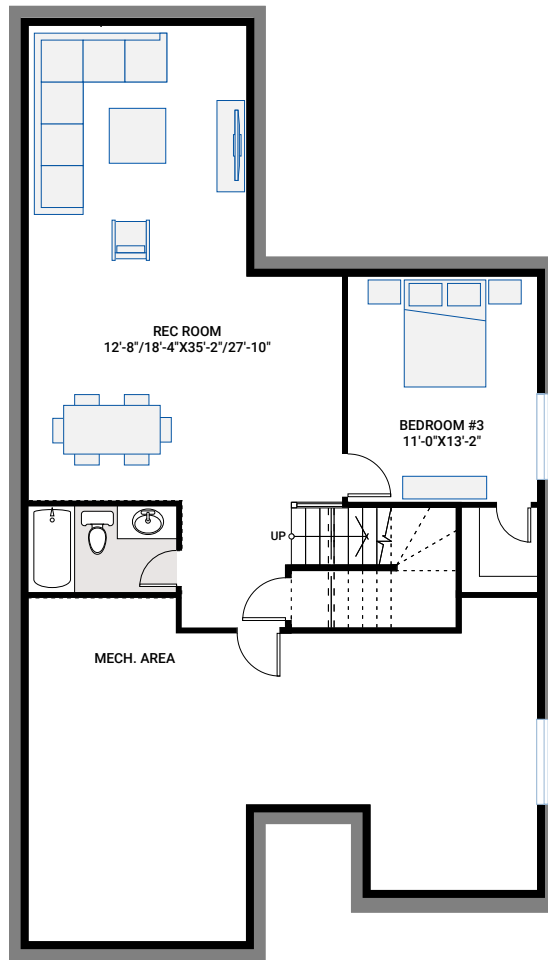 REC ROOM
12'-8"/18'-4"X35'-2"/27'-10"
BEDROOM #3
11'-0"X13'-2"
UP
MECH. AREA